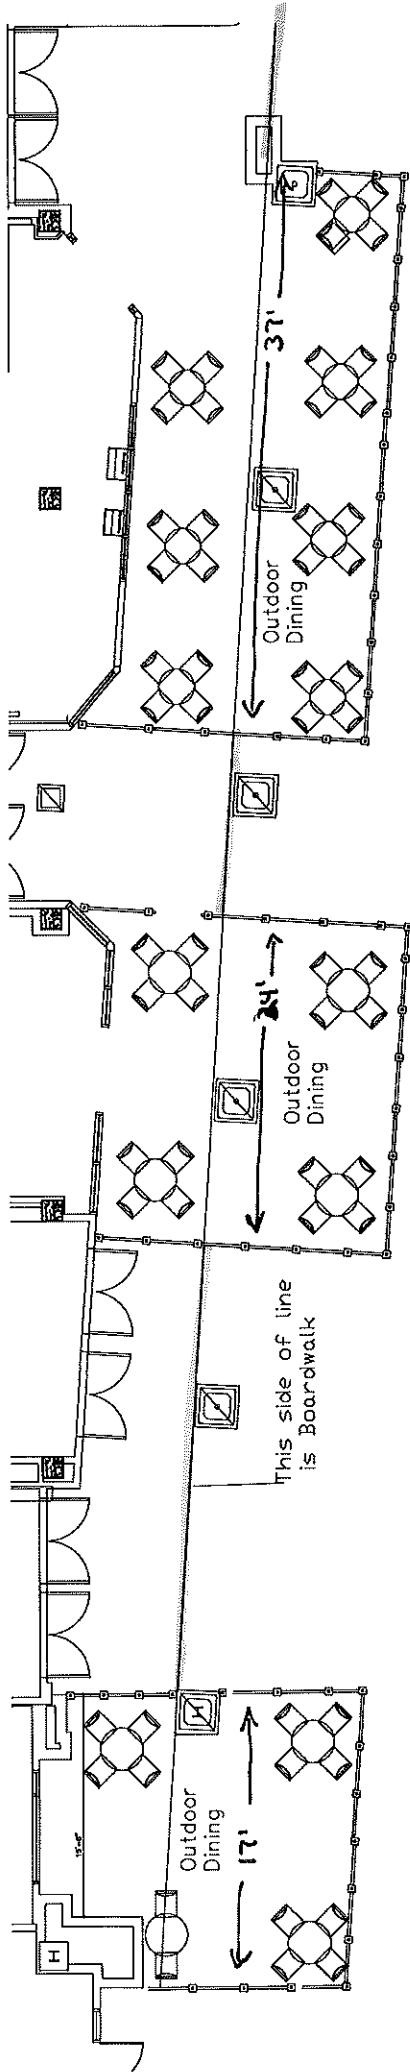 37'
Outdoor
Dining
24'
Outdoor
Dining
This side of line
is Boardwalk
H
Outdoor
Dining
17'
H